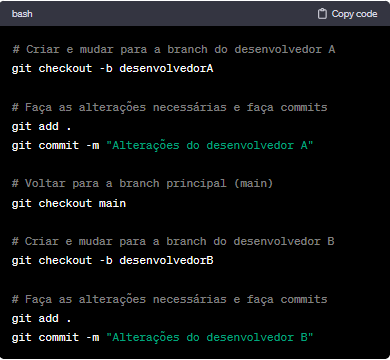 bash
Copy code
# Criar e mudar para a branch do desenvolvedor A
git checkout -b desenvolvedorA
# Faça as alterações necessárias e faça commits
git add .
git commit -m "Alterações do desenvolvedor A"
# Voltar para a branch principal (main)
git checkout main
# Criar e mudar para a branch do desenvolvedor B
git checkout -b desenvolvedorB
# Faça as alterações necessárias e faça commits
git add .
git commit -m "Alterações do desenvolvedor B"